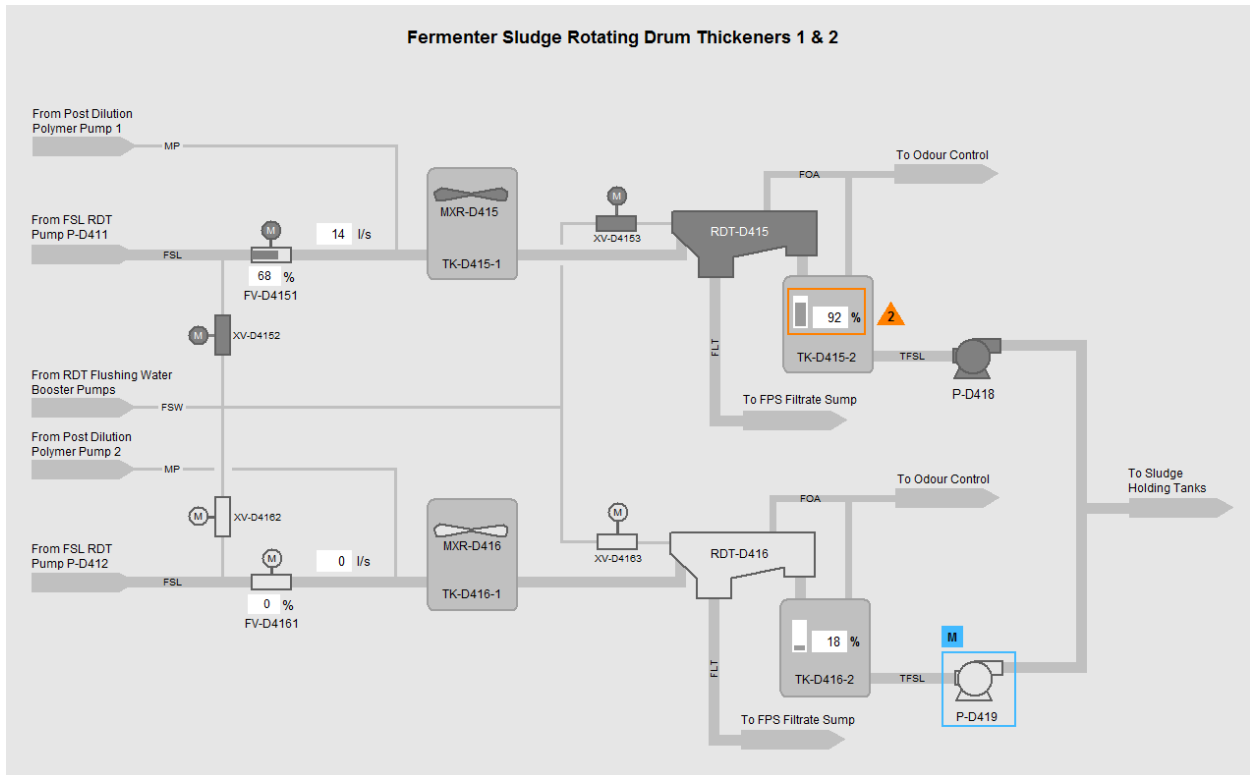 Fermenter Sludge Rotating Drum Thickeners 1 & 2
From Post Dilution
Polymer Pump 1
MP
To Odour Control
FOA
M
MXR-D415
From FSL RDT
Pump P-D411
M
14 l/s
XV-D4153
RDT-D415
FSL
TK-D415-1
68 %
FV-D4151
92 %
2
M
XV-D4152
FLT
TK-D415-2
TFSL
P-D418
From RDT Flushing Water
Booster Pumps
FSW
To FPS Filtrate Sump
From Post Dilution
Polymer Pump 2
MP
To Odour Control
FOA
To Sludge
Holding Tanks
M
XV-D4162
M
MXR-D416
From FSL RDT
Pump P-D412
M
0 l/s
XV-D4163
RDT-D416
FSL
TK-D416-1
0 %
FV-D4161
18 %
M
FLT
TK-D416-2
TFSL
P-D419
To FPS Filtrate Sump